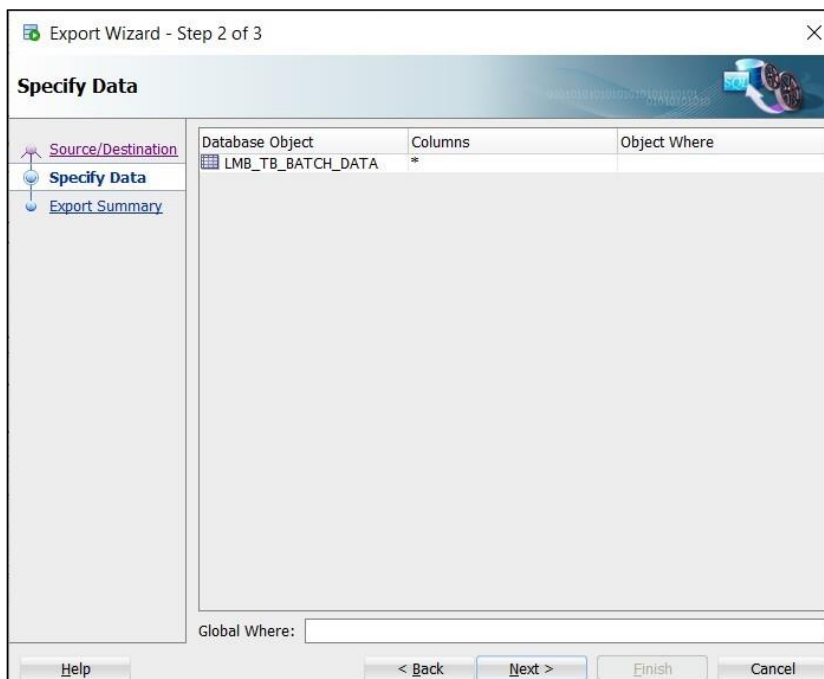 Export Wizard - Step 2 of 3
Specify Data
SQL
Source/Destination
Specify Data
Export Summary
Database Object Columns Object Where
LMB_TB_BATCH_DATA *
Global Where:
Help < Back Next > Finish Cancel